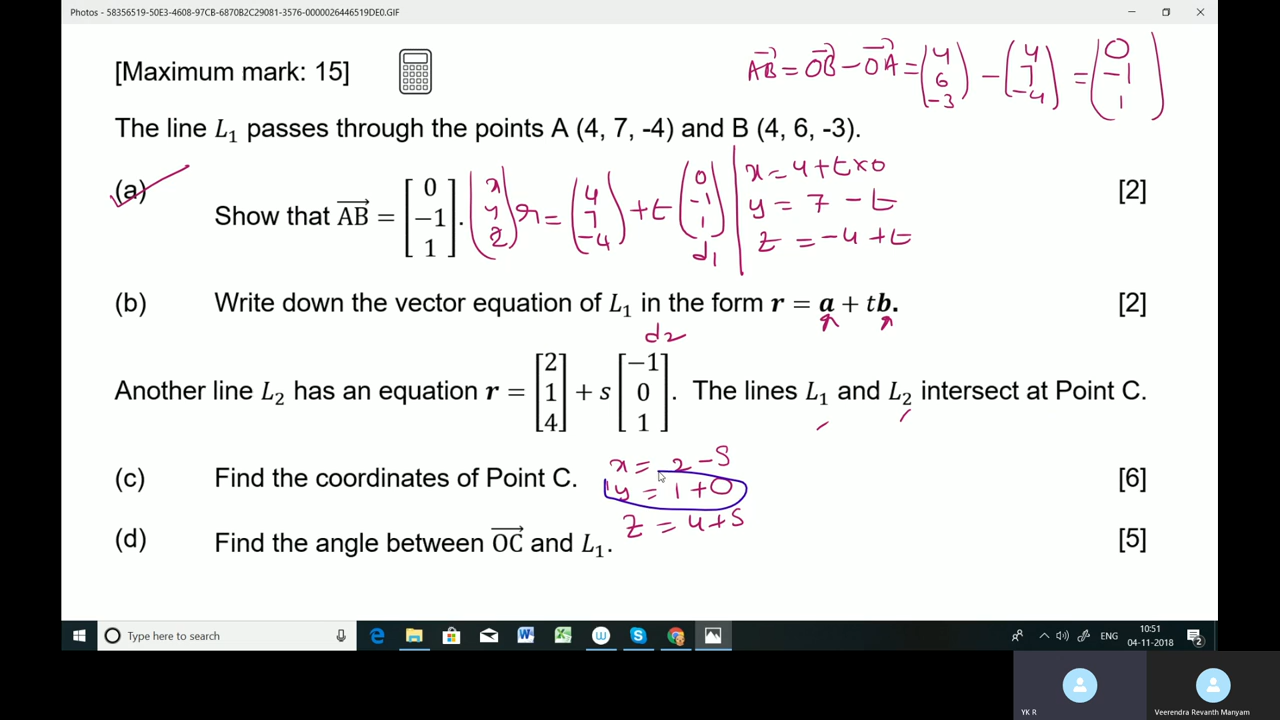 Photos - 58356519-50E3-4608-97CB-6870B2C29081-3576-0000026446519DE0.GIF
[Maximum mark: 15]
AB = OB - OA = (4 6 -3) - (4 7 -4) = (0 -1 1)
The line L₁ passes through the points A (4, 7, -4) and B (4, 6, -3).
(a) Show that AB = [0 -1 1]. [2]
(x y z) r = (4 7 -4) + t (0 -1 1)
d₁
x = 4 + t×0
y = 7 - t
z = -4 + t
(b) Write down the vector equation of L₁ in the form r = a + tb. [2]
d₂
Another line L₂ has an equation r = [2 1 4] + s [-1 0 1]. The lines L₁ and L₂ intersect at Point C.
(c) Find the coordinates of Point C. [6]
x = 2 - S
y = 1 + 0
z = 4 + S
(d) Find the angle between OC and L₁. [5]
Type here to search
ENG
10:51
04-11-2018
2
YK R
Veerendra Revanth Manyam